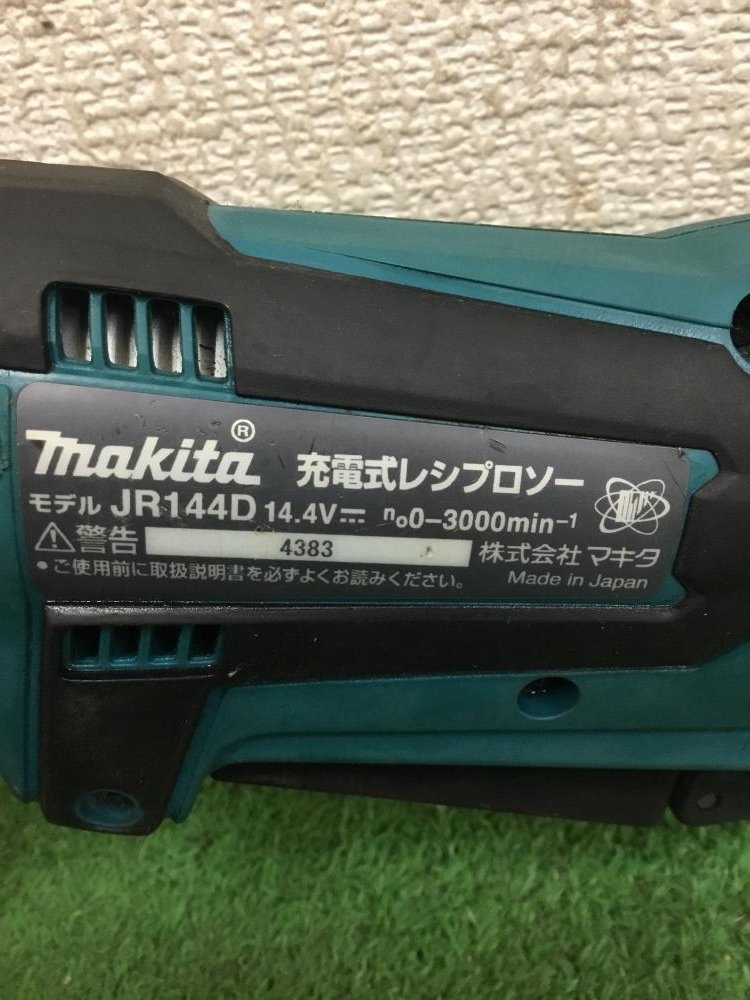 makita® 充電式レシプロソー
モデル JR144D 14.4V⎓ n₀0-3000min⁻¹
⚠警告 4383 株式会社 マキタ
•ご使用前に取扱説明書を必ずよくお読みください。 Made in Japan